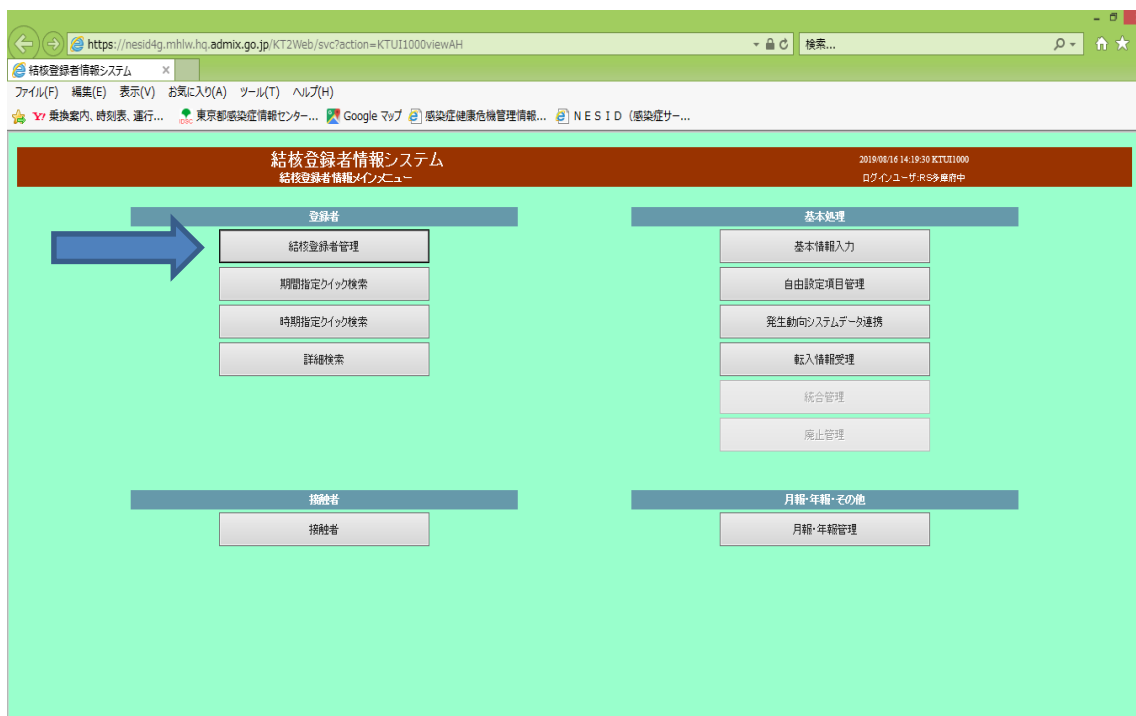 https://nesid4g.mhlw.hq.admix.go.jp/KT2Web/svc?action=KTUI1000viewAH
検索...
結核登録者情報システム
ファイル(F) 編集(E) 表示(V) お気に入り(A) ツール(T) ヘルプ(H)
Y! 乗換案内、時刻表、運行... 東京都感染症情報センター... Google マップ 感染症健康危機管理情報... ＮＥＳＩＤ（感染症サー...
結核登録者情報システム
2019/08/16 14:19:30 KTUI1000
結核登録者情報メインメニュー
ログインユーザ:RS多摩府中
登録者
結核登録者管理
期間指定クイック検索
時期指定クイック検索
詳細検索
基本処理
基本情報入力
自由設定項目管理
発生動向システムデータ連携
転入情報受理
統合管理
廃止管理
接触者
接触者
月報・年報・その他
月報・年報管理